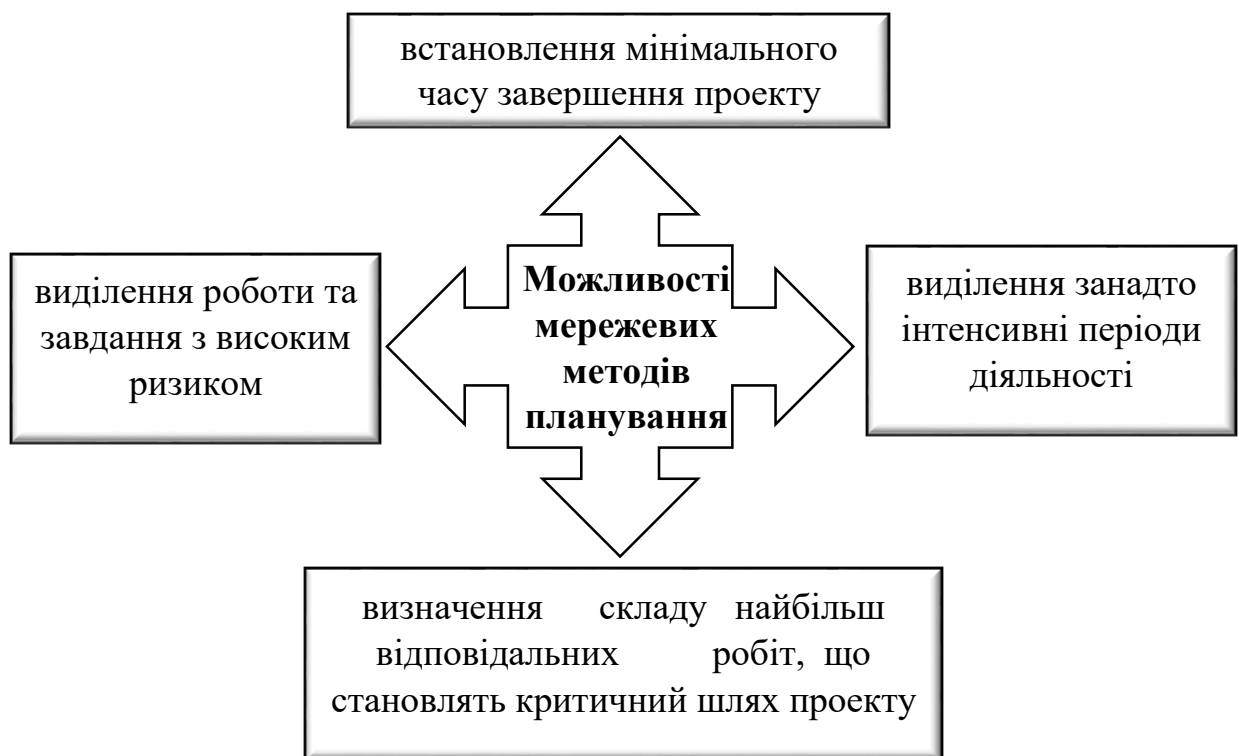 встановлення мінімального
часу завершення проекту
виділення роботи та
завдання з високим
ризиком
Можливості
мережевих
методів
планування
виділення занадто
інтенсивні періоди
діяльності
визначення складу найбільш
відповідальних робіт, що
становлять критичний шлях проекту